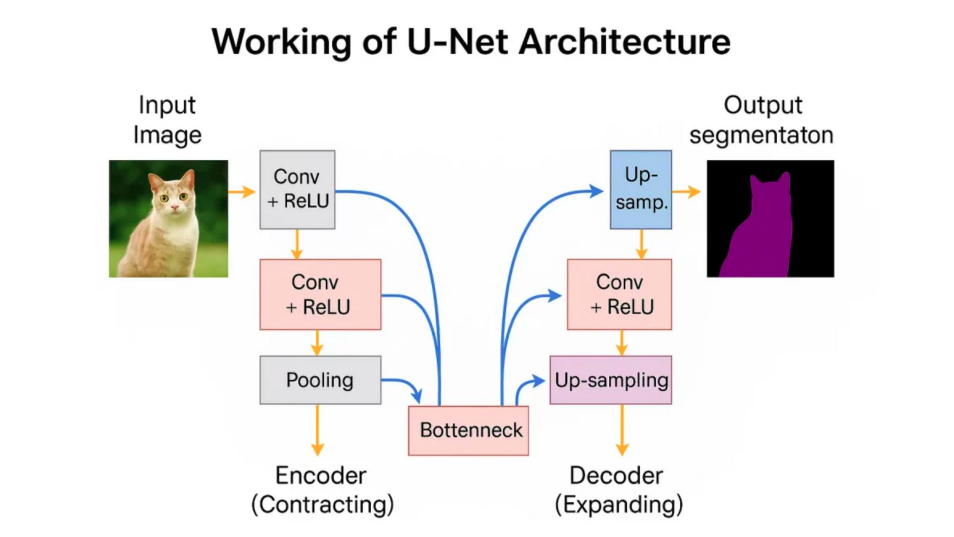 Working of U-Net Architecture
Input
Image
Output
segmentaton
Conv
+ ReLU
Up-
samp.
Conv
+ ReLU
Conv
+ ReLU
Pooling
Up-sampling
Bottenneck
Encoder
(Contracting)
Decoder
(Expanding)